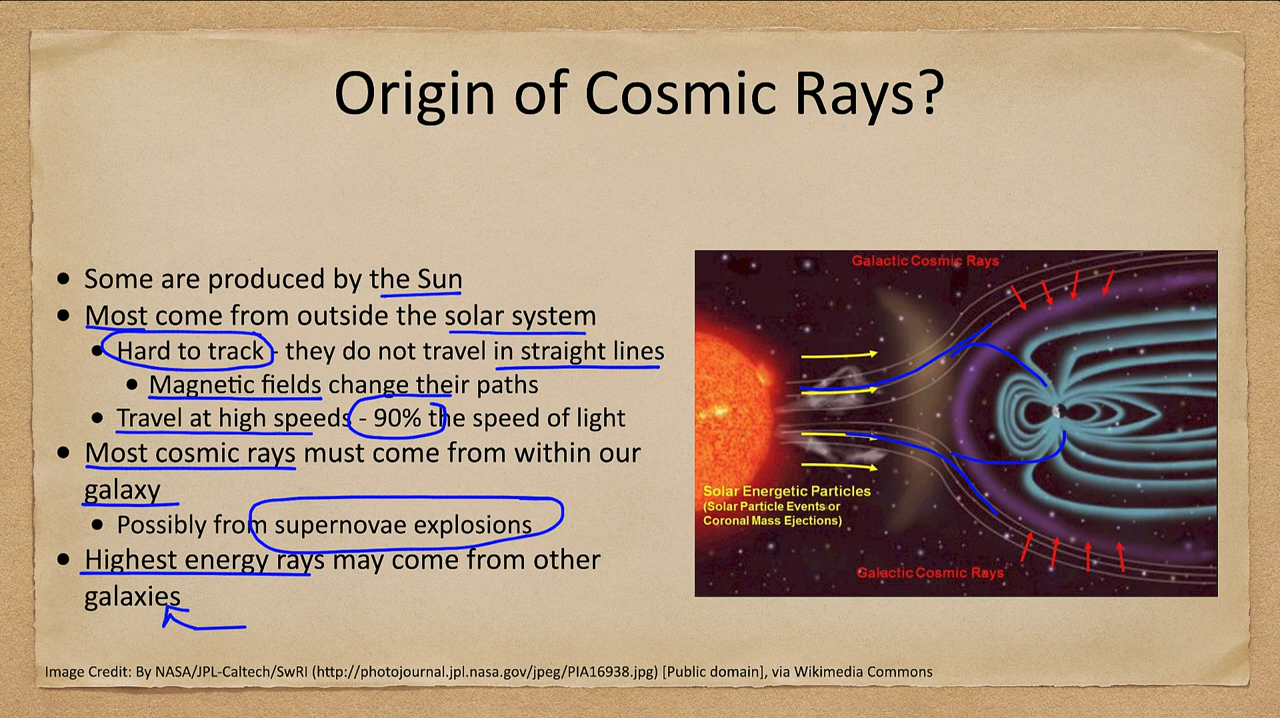 Origin of Cosmic Rays?
• Some are produced by the Sun
• Most come from outside the solar system
• Hard to track - they do not travel in straight lines
• Magnetic fields change their paths
• Travel at high speeds - 90% the speed of light
• Most cosmic rays must come from within our
galaxy
• Possibly from supernovae explosions
• Highest energy rays may come from other
galaxies
Galactic Cosmic Rays
Solar Energetic Particles
(Solar Particle Events or
Coronal Mass Ejections)
Galactic Cosmic Rays
Image Credit: By NASA/JPL-Caltech/SwRI (http://photojournal.jpl.nasa.gov/jpeg/PIA16938.jpg) [Public domain], via Wikimedia Commons